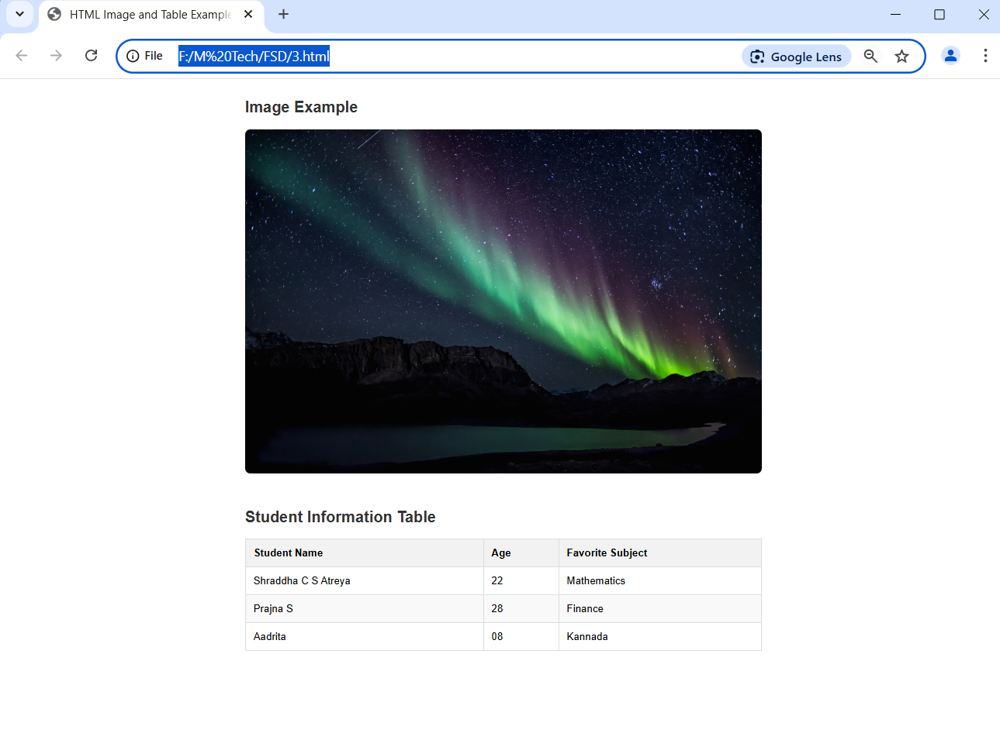 HTML Image and Table Example
File F:/M%20Tech/FSD/3.html Google Lens
Image Example
Student Information Table
Student Name Age Favorite Subject
Shraddha C S Atreya 22 Mathematics
Prajna S 28 Finance
Aadrita 08 Kannada